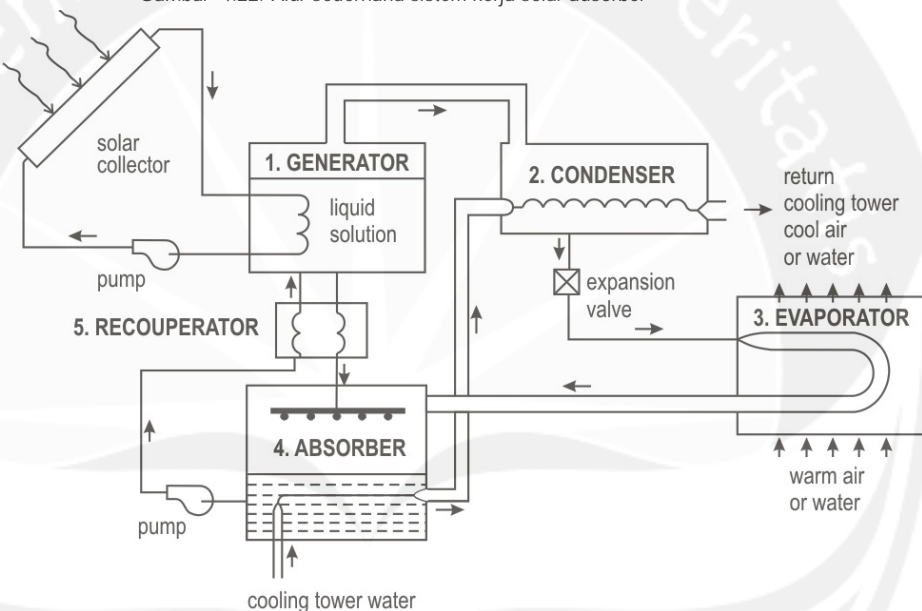 solar
collector
pump
1. GENERATOR
liquid
solution
2. CONDENSER
return
cooling tower
cool air
or water
expansion
valve
3. EVAPORATOR
5. RECOUPERATOR
4. ABSORBER
warm air
or water
pump
cooling tower water